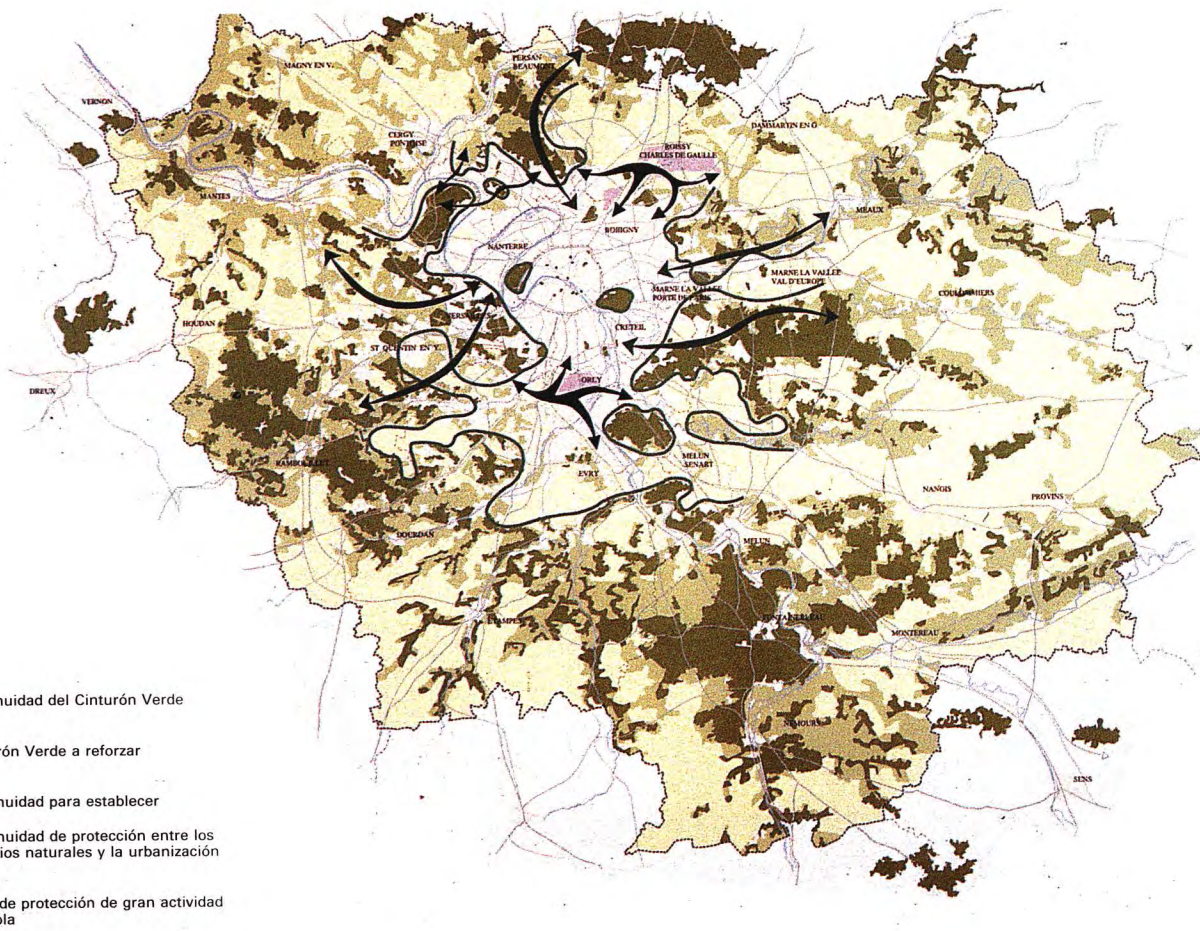 PERSAN
BEAUMONT
MAGNY EN V.
VERNON
CERGY
PONTOISE
DAMMARTIN EN G
ROISSY
CHARLES DE GAULLE
MANTES
MEAUX
BOBIGNY
NANTERRE
MARNE LA VALLEE
VAL D'EUROPE
MARNE LA VALLEE
PORTE DE PARIS
COULOMMIERS
VERSAILLES
HOUDAN
CRETEIL
ST QUENTIN EN Y.
ORLY
DREUX
RAMBOUILLET
MELUN
SENART
EVRY
NANGIS
PROVINS
DOURDAN
MELUN
ETAMPES
FONTAINEBLEAU
MONTEREAU
NEMOURS
SENS
nuidad del Cinturón Verde
rón Verde a reforzar
nuidad para establecer
nuidad de protección entre los
ios naturales y la urbanización
de protección de gran actividad
ola